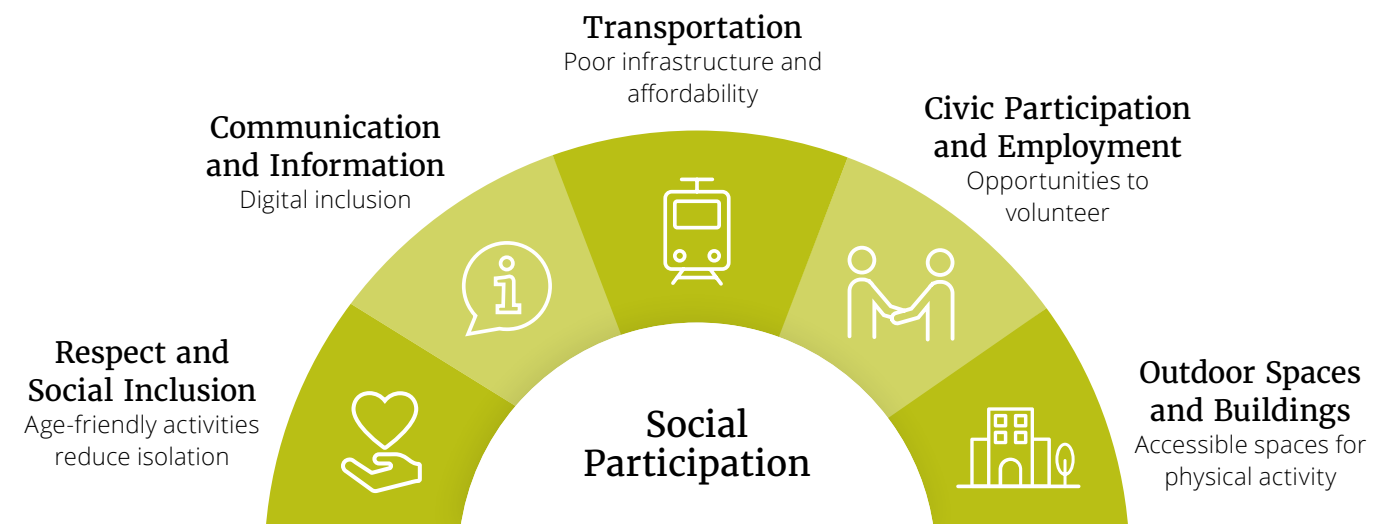 Transportation
Poor infrastructure and
affordability
Communication
and Information
Digital inclusion
Civic Participation
and Employment
Opportunities to
volunteer
Respect and
Social Inclusion
Age-friendly activities
reduce isolation
Outdoor Spaces
and Buildings
Accessible spaces for
physical activity
Social
Participation